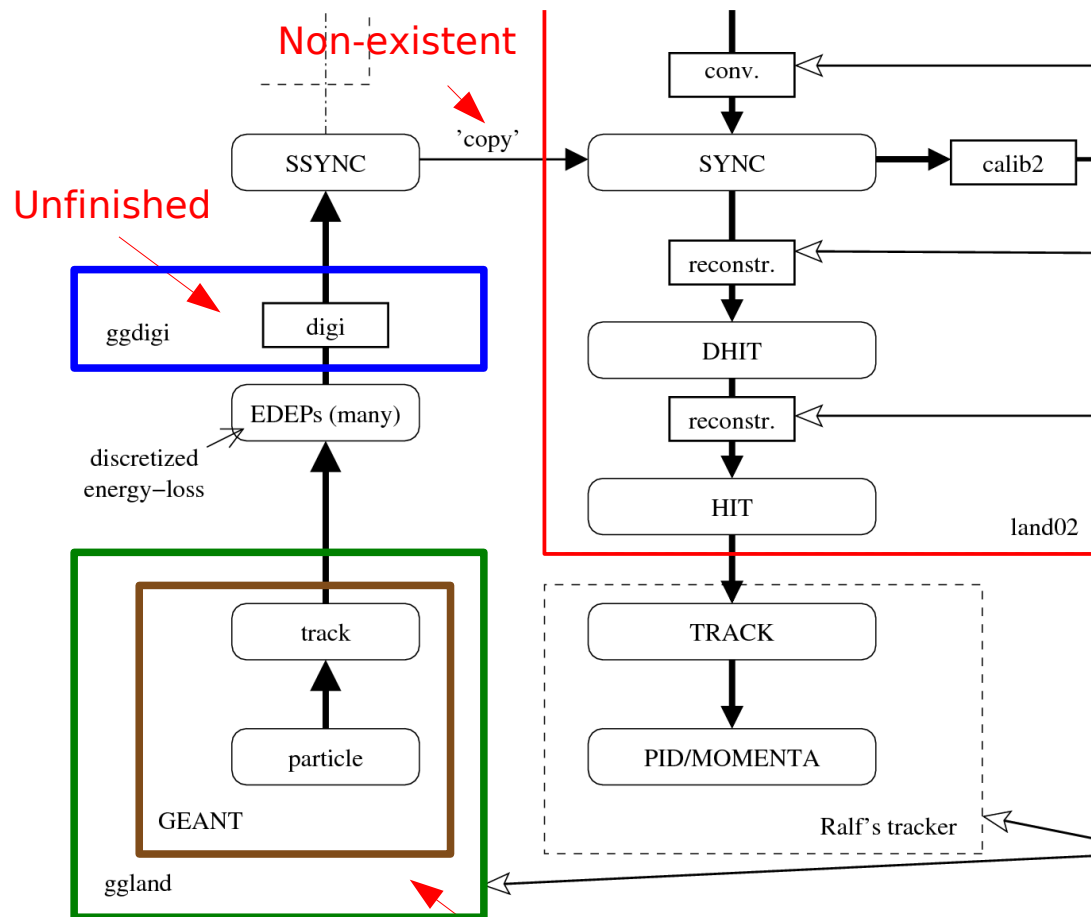 Non-existent
conv.
'copy'
SSYNC
SYNC
calib2
Unfinished
reconstr.
ggdigi
digi
DHIT
EDEPs (many)
reconstr.
discretized
energy−loss
HIT
land02
track
TRACK
particle
PID/MOMENTA
GEANT
Ralf's tracker
ggland